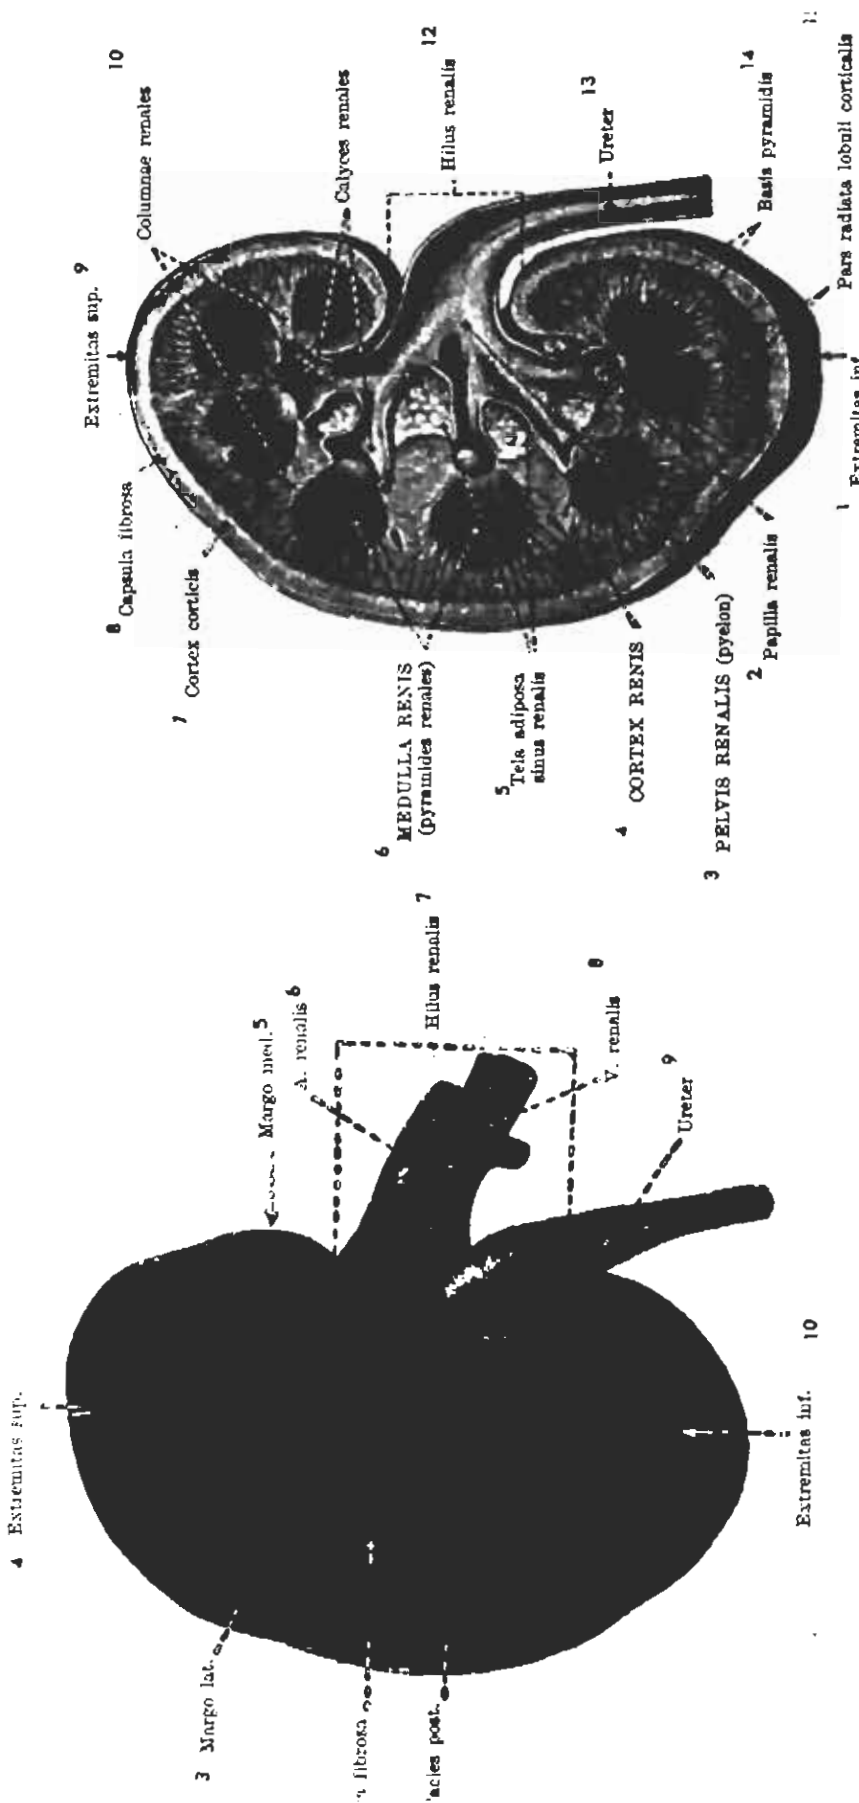 10
Columnae renales
Calyces renales
12
Hilus renalis
13
Ureter
14
Basis pyramidis
Pars radiata lobuli corticalis
Extremitas sup. 9
8 Capsula fibrosa
7 Cortex corticis
6 MEDULLA RENIS
(pyramides renales)
5 Tela adiposa
sinus renalis
4 CORTEX RENIS
3 PELVIS RENALIS (pyelon)
2 Papilla renalis
1
Extremitas inf.
4 Extremitas sup.
Margo med. 5
A. renalis 6
Hilus renalis 7
V. renalis 8
Ureter 9
Extremitas inf. 10
3 Margo lat.
fibrosa
acies post.